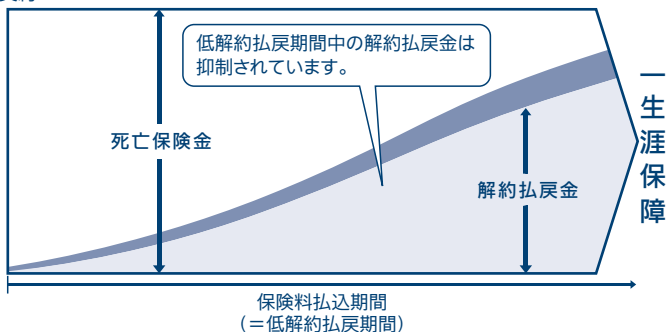 低解約払戻期間中の解約払戻金は
抑制されています。
死亡保険金
解約払戻金
一生涯保障
保険料払込期間
(=低解約払戻期間)